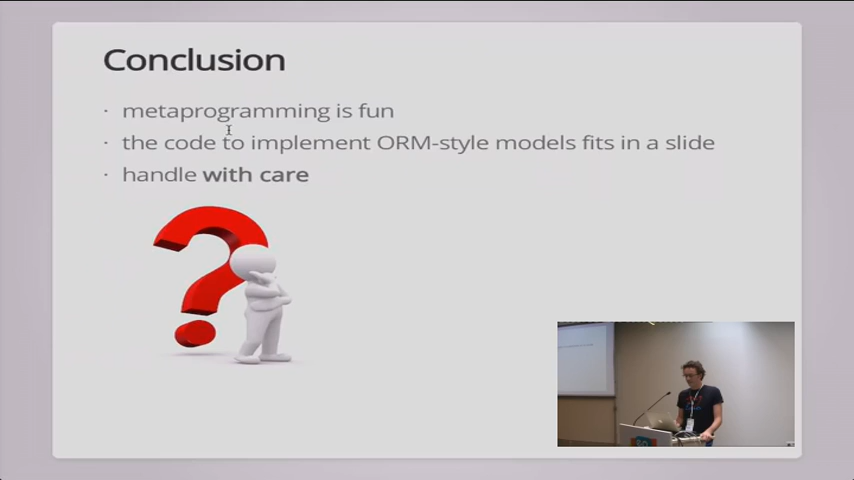 Conclusion
· metaprogramming is fun
· the code to implement ORM-style models fits in a slide
· handle with care